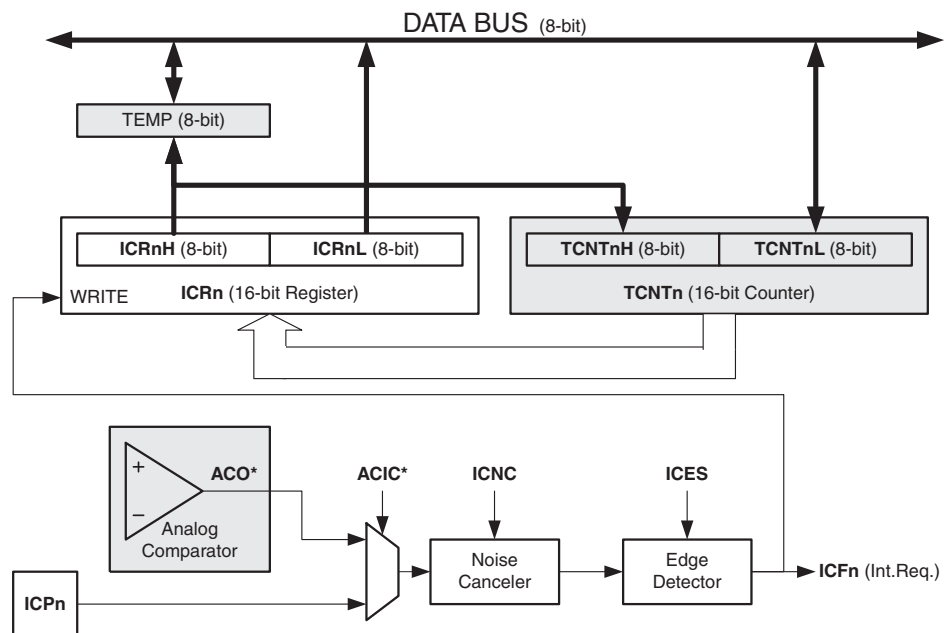 DATA BUS (8-bit)
TEMP (8-bit)
ICRnH (8-bit) ICRnL (8-bit)
WRITE
ICRn (16-bit Register)
TCNTnH (8-bit) TCNTnL (8-bit)
TCNTn (16-bit Counter)
+
−
ACO*
Analog
Comparator
ACIC*
ICNC
ICES
Noise
Canceler
Edge
Detector
ICFn (Int.Req.)
ICPn